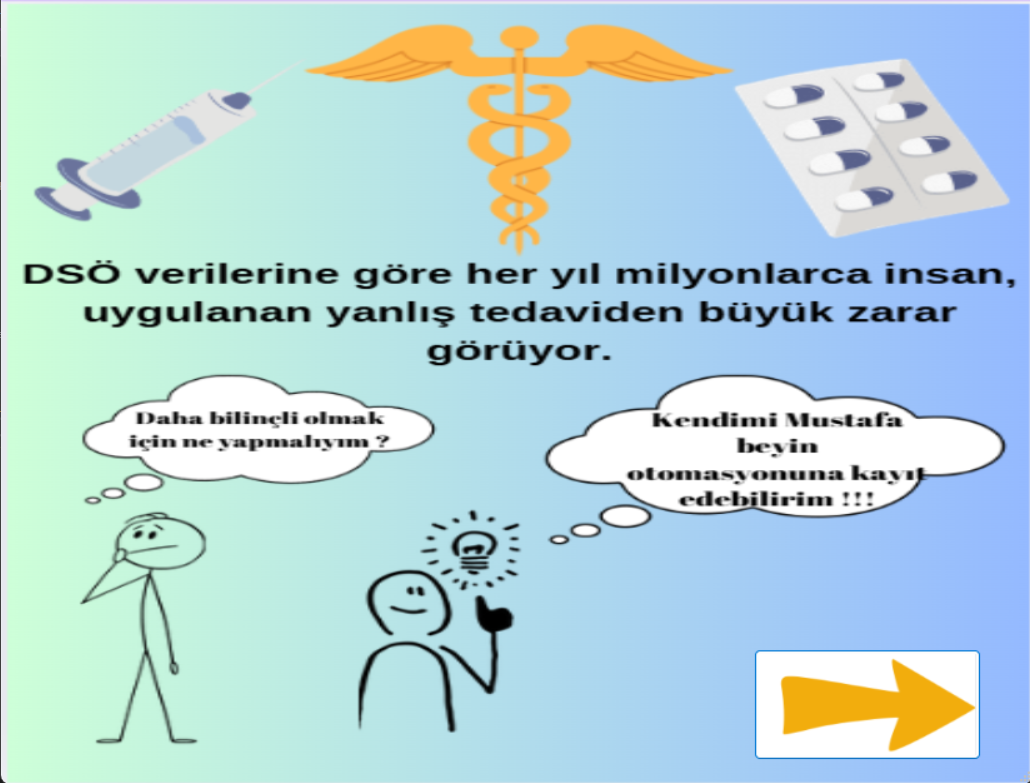 DSÖ verilerine göre her yıl milyonlarca insan,
uygulanan yanlış tedaviden büyük zarar
görüyor.
Daha bilinçli olmak
için ne yapmalıyım ?
Kendimi Mustafa
beyin
otomasyonuna kayıt
edebilirim !!!